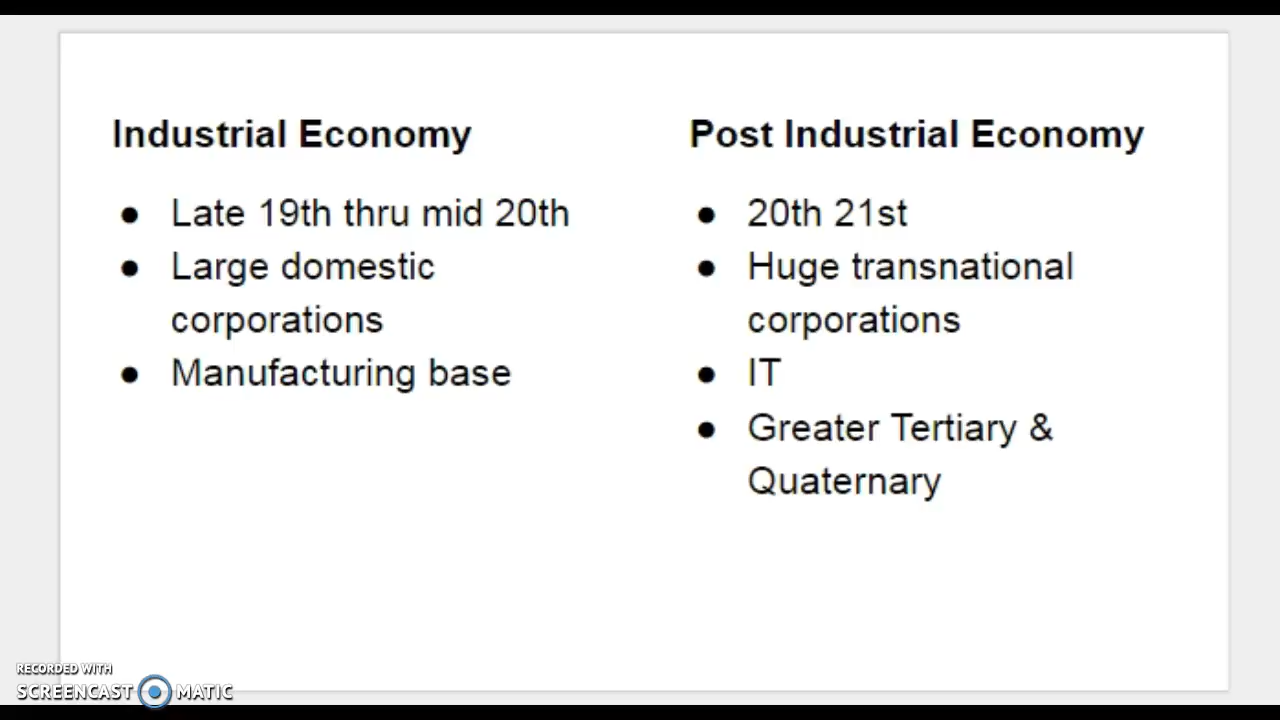 Industrial Economy
● Late 19th thru mid 20th
● Large domestic
corporations
● Manufacturing base
Post Industrial Economy
● 20th 21st
● Huge transnational
corporations
● IT
● Greater Tertiary &
Quaternary
RECORDED WITH
SCREENCAST MATIC